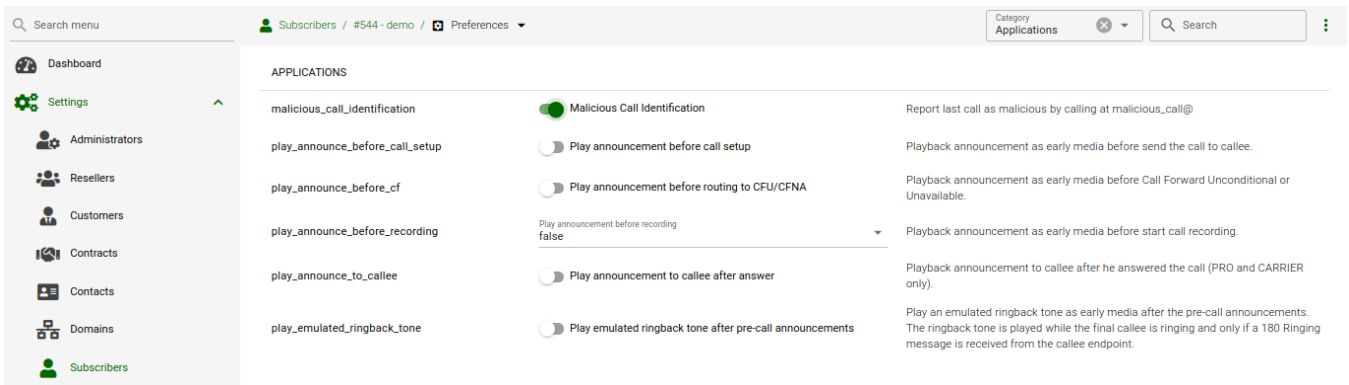 Search menu
Subscribers / #544 - demo / Preferences
Category
Applications
Search
Dashboard
Settings
Administrators
Resellers
Customers
Contracts
Contacts
Domains
Subscribers
APPLICATIONS
malicious_call_identification
Malicious Call Identification
Report last call as malicious by calling at malicious_call@
play_announce_before_call_setup
Play announcement before call setup
Playback announcement as early media before send the call to callee.
play_announce_before_cf
Play announcement before routing to CFU/CFNA
Playback announcement as early media before Call Forward Unconditional or
Unavailable.
play_announce_before_recording
Play announcement before recording
false
Playback announcement as early media before start call recording.
play_announce_to_callee
Play announcement to callee after answer
Playback announcement to callee after he answered the call (PRO and CARRIER
only).
play_emulated_ringback_tone
Play emulated ringback tone after pre-call announcements
Play an emulated ringback tone as early media after the pre-call announcements.
The ringback tone is played while the final callee is ringing and only if a 180 Ringing
message is received from the callee endpoint.